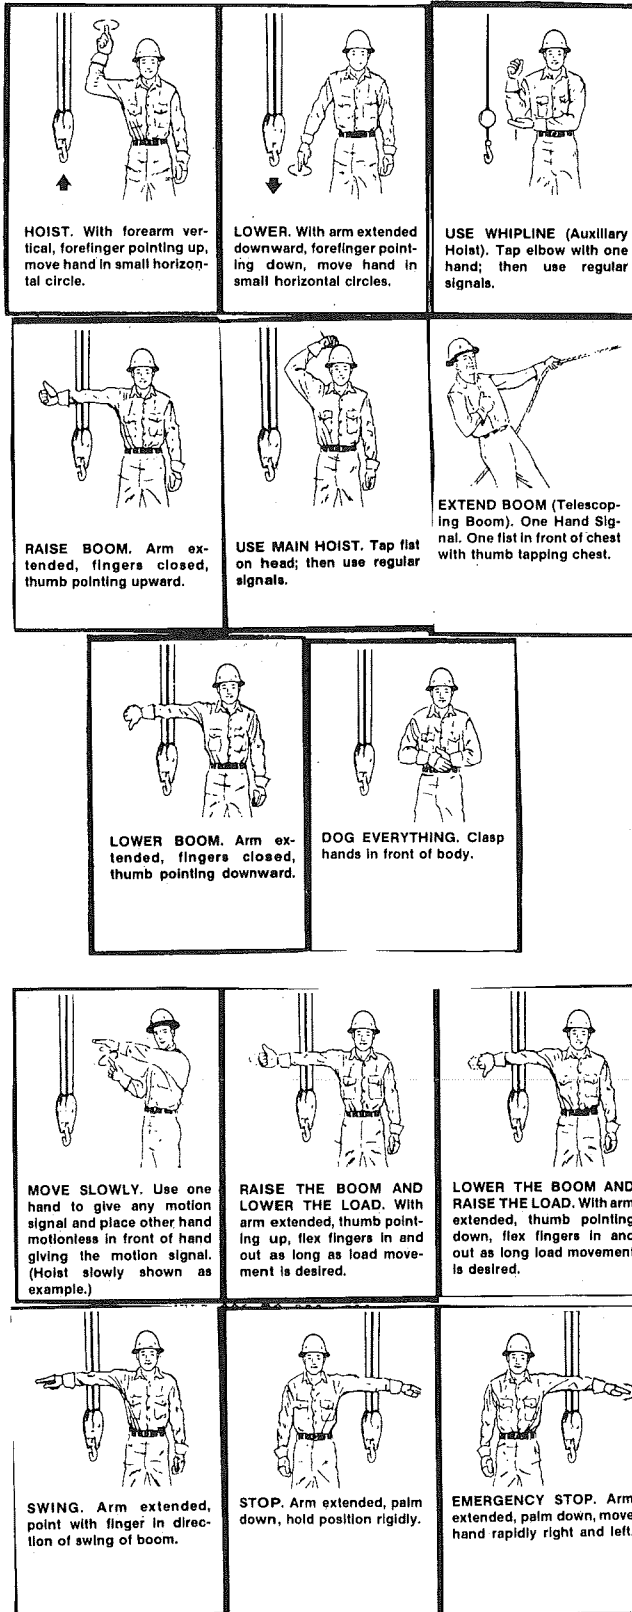 HOIST. With forearm ver-
tical, forefinger pointing up,
move hand in small horizon-
tal circle.
LOWER. With arm extended
downward, forefinger point-
ing down, move hand in
small horizontal circles.
USE WHIPLINE (Auxiliary
Hoist). Tap elbow with one
hand; then use regular
signals.
RAISE BOOM. Arm ex-
tended, fingers closed,
thumb pointing upward.
USE MAIN HOIST. Tap fist
on head; then use regular
signals.
EXTEND BOOM (Telescop-
ing Boom). One Hand Sig-
nal. One fist in front of chest
with thumb tapping chest.
LOWER BOOM. Arm ex-
tended, fingers closed,
thumb pointing downward.
DOG EVERYTHING. Clasp
hands in front of body.
MOVE SLOWLY. Use one
hand to give any motion
signal and place other hand
motionless in front of hand
giving the motion signal.
(Hoist slowly shown as
example.)
RAISE THE BOOM AND
LOWER THE LOAD. With
arm extended, thumb point-
ing up, flex fingers in and
out as long as load move-
ment is desired.
LOWER THE BOOM AND
RAISE THE LOAD. With arm
extended, thumb pointing
down, flex fingers in and
out as long load movement
is desired.
SWING. Arm extended,
point with finger in direc-
tion of swing of boom.
STOP. Arm extended, palm
down, hold position rigidly.
EMERGENCY STOP. Arm
extended, palm down, move
hand rapidly right and left.